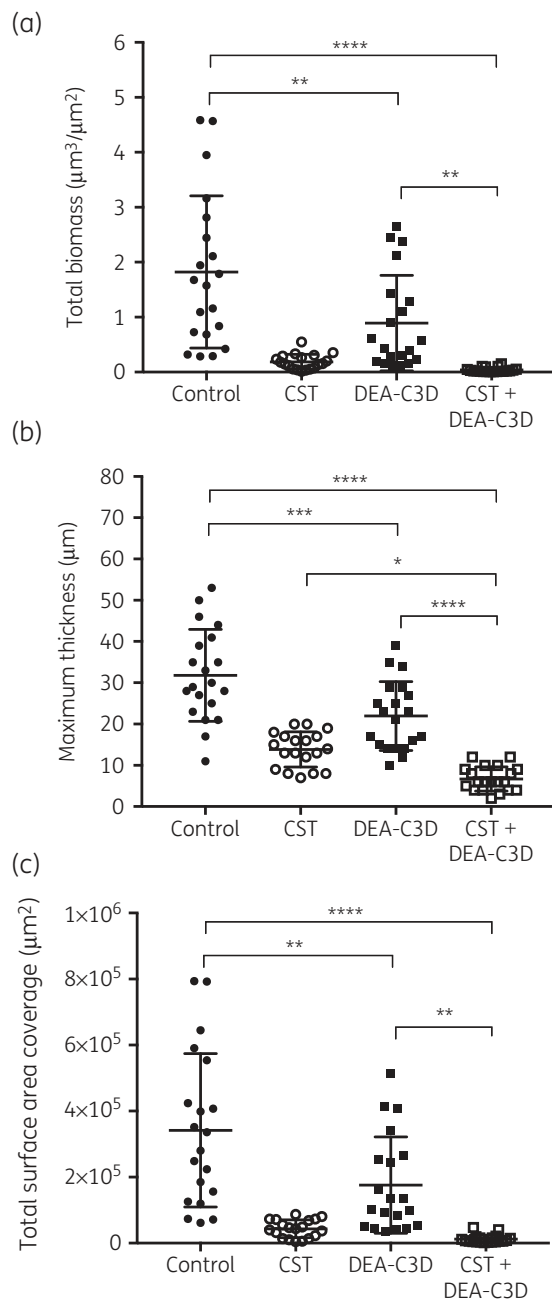 (a)
Total biomass (µm³/µm²)
6
5
4
3
2
1
0
****
**
**
Control
CST
DEA-C3D
CST +
DEA-C3D
(b)
Maximum thickness (µm)
80
70
60
50
40
30
20
10
0
****
***
*
****
Control
CST
DEA-C3D
CST +
DEA-C3D
(c)
Total surface area coverage (µm²)
1×10⁶
8×10⁵
6×10⁵
4×10⁵
2×10⁵
0
****
**
**
Control
CST
DEA-C3D
CST +
DEA-C3D